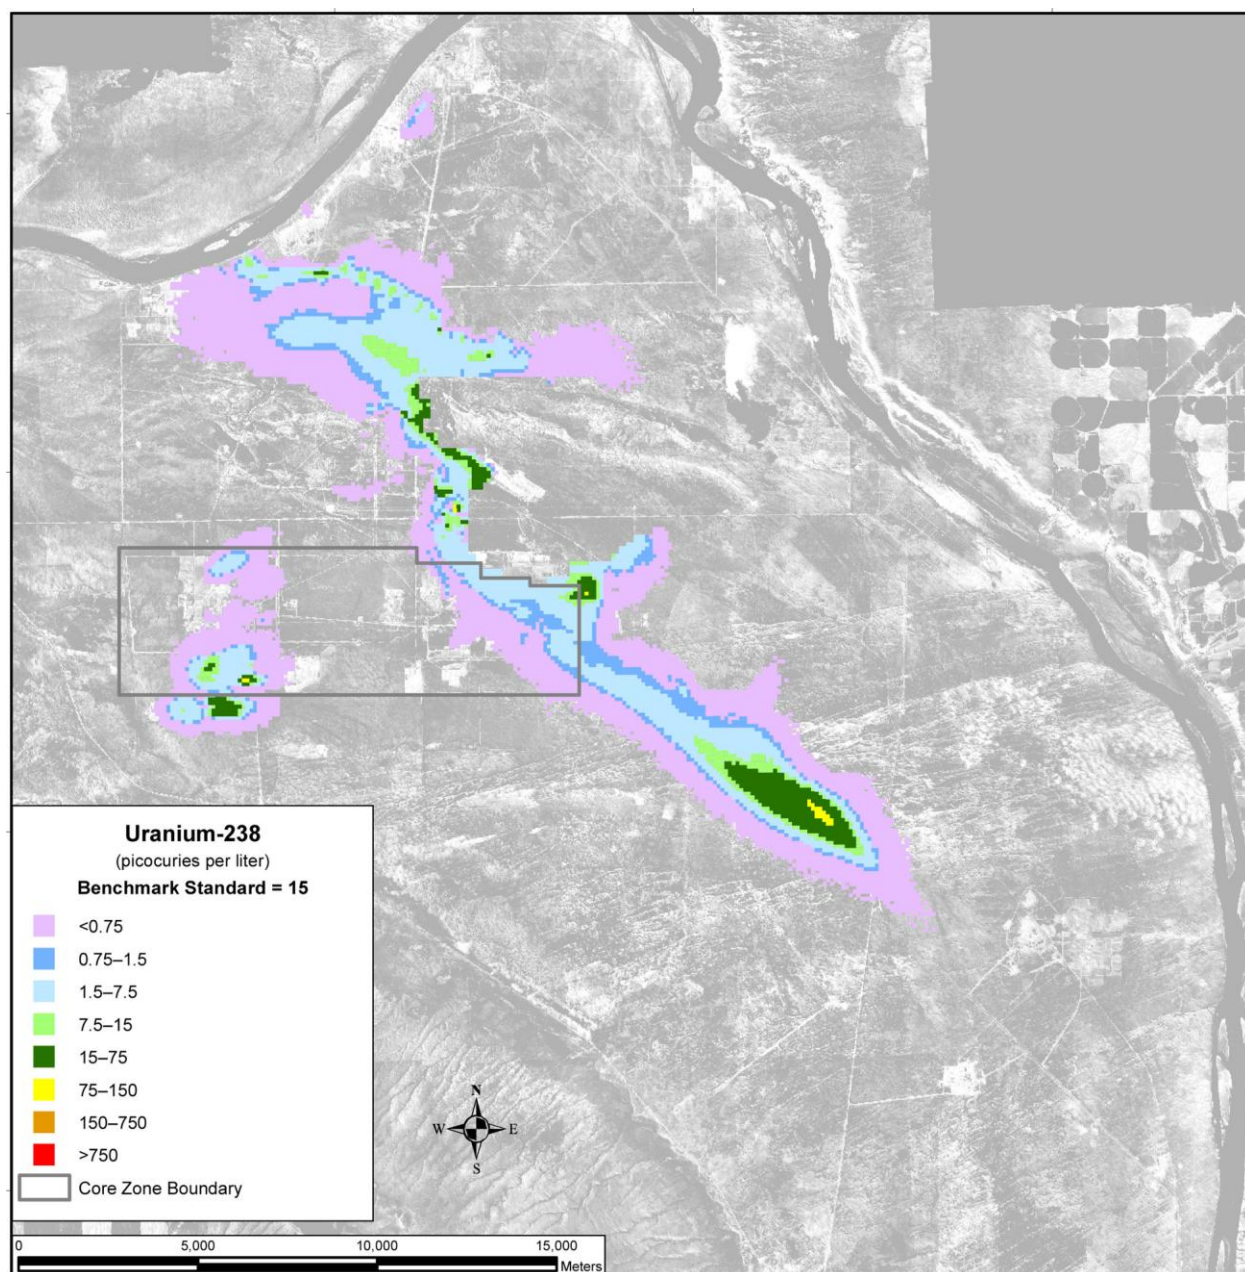 Uranium-238
(picocuries per liter)
Benchmark Standard = 15
<0.75
0.75–1.5
1.5–7.5
7.5–15
15–75
75–150
150–750
>750
Core Zone Boundary
N
W E
S
0 5,000 10,000 15,000
Meters